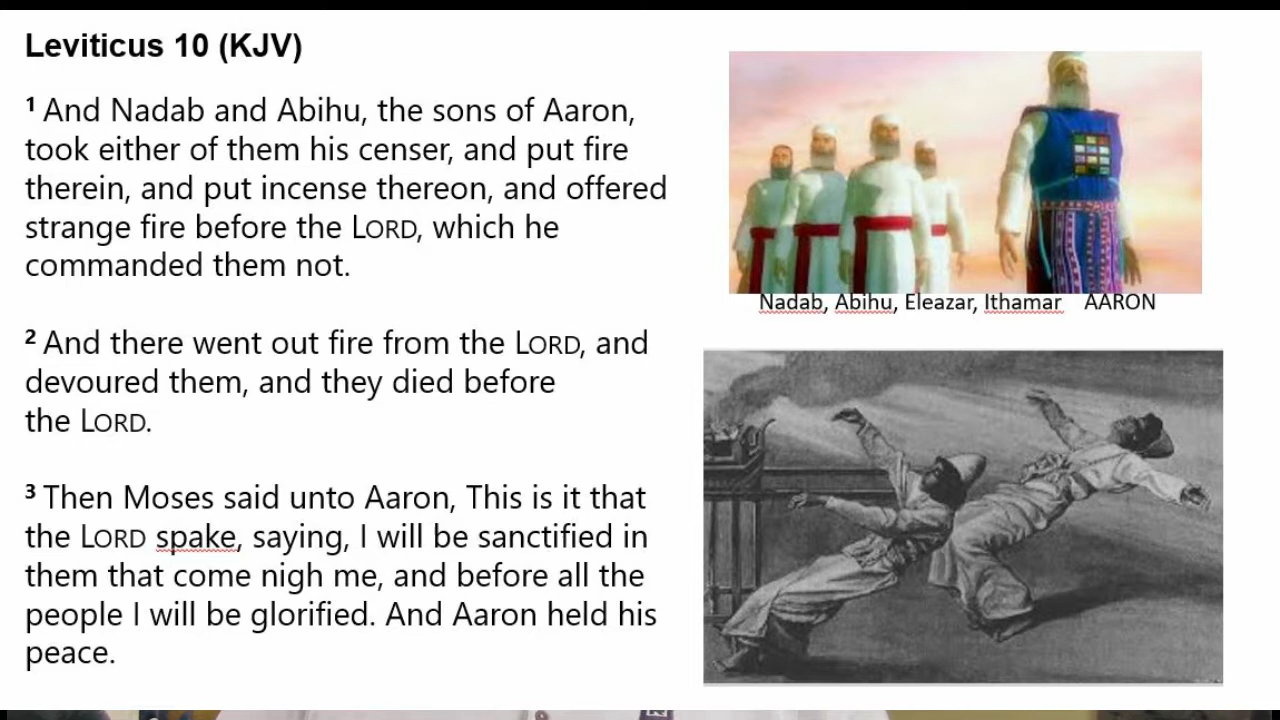 Leviticus 10 (KJV)
1 And Nadab and Abihu, the sons of Aaron,
took either of them his censer, and put fire
therein, and put incense thereon, and offered
strange fire before the LORD, which he
commanded them not.
2 And there went out fire from the LORD, and
devoured them, and they died before
the LORD.
3 Then Moses said unto Aaron, This is it that
the LORD spake, saying, I will be sanctified in
them that come nigh me, and before all the
people I will be glorified. And Aaron held his
peace.
Nadab, Abihu, Eleazar, Ithamar AARON